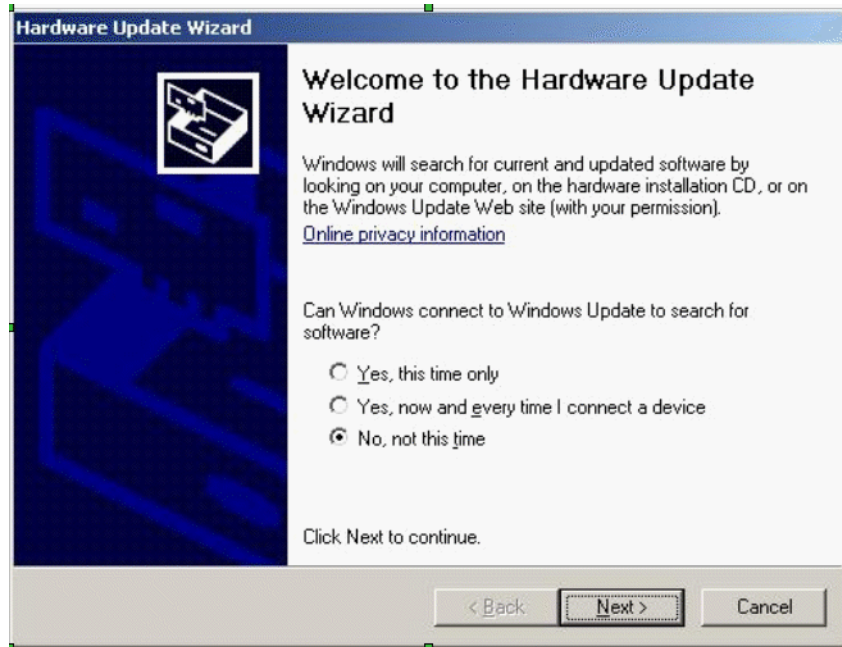 Hardware Update Wizard
Welcome to the Hardware Update
Wizard
Windows will search for current and updated software by
looking on your computer, on the hardware installation CD, or on
the Windows Update Web site (with your permission).
Online privacy information
Can Windows connect to Windows Update to search for
software?
Yes, this time only
Yes, now and every time I connect a device
No, not this time
Click Next to continue.
< Back
Next >
Cancel